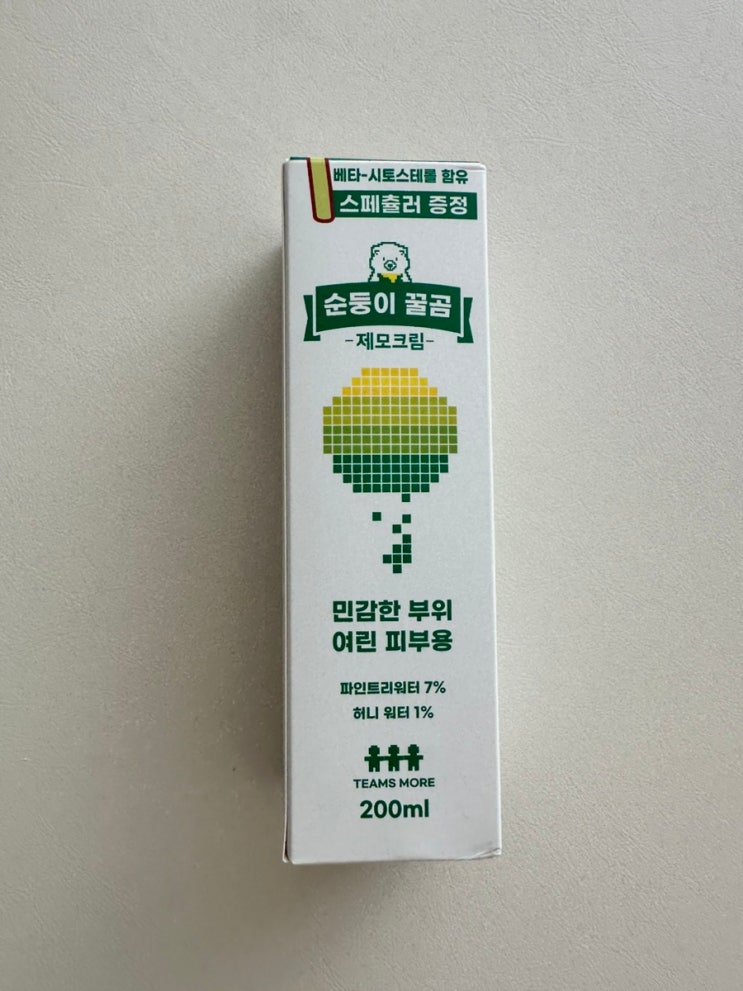 베타-시토스테롤 함유
스페츌러 증정
순둥이 꿀곰
-제모크림-
민감한 부위
여린 피부용
파인트리워터 7%
허니 워터 1%
TEAMS MORE
200ml